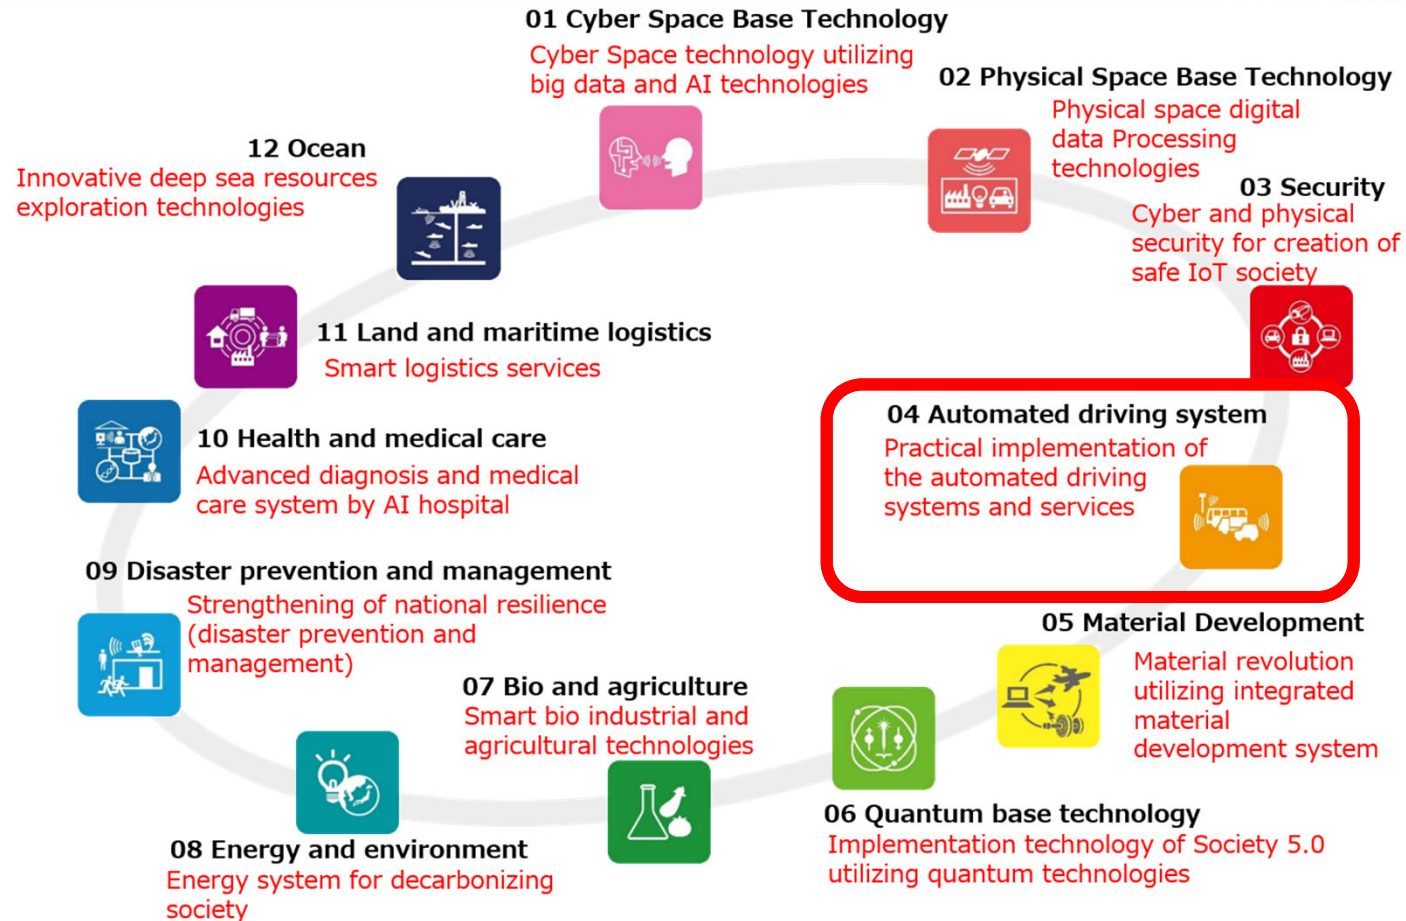 01 Cyber Space Base Technology
Cyber Space technology utilizing
big data and AI technologies
02 Physical Space Base Technology
Physical space digital
data Processing
technologies
03 Security
Cyber and physical
security for creation of
safe IoT society
04 Automated driving system
Practical implementation of
the automated driving
systems and services
05 Material Development
Material revolution
utilizing integrated
material
development system
06 Quantum base technology
Implementation technology of Society 5.0
utilizing quantum technologies
07 Bio and agriculture
Smart bio industrial and
agricultural technologies
08 Energy and environment
Energy system for decarbonizing
society
09 Disaster prevention and management
Strengthening of national resilience
(disaster prevention and
management)
10 Health and medical care
Advanced diagnosis and medical
care system by AI hospital
11 Land and maritime logistics
Smart logistics services
12 Ocean
Innovative deep sea resources
exploration technologies